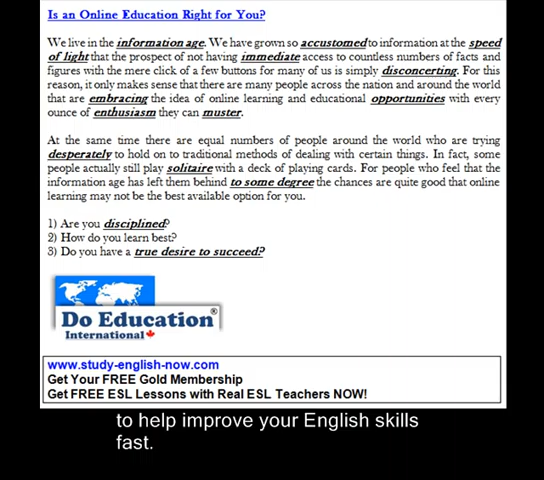 Is an Online Education Right for You?
We live in the information age. We have grown so accustomed to information at the speed
of light that the prospect of not having immediate access to countless numbers of facts and
figures with the mere click of a few buttons for many of us is simply disconcerting. For this
reason, it only makes sense that there are many people across the nation and around the world
that are embracing the idea of online learning and educational opportunities with every
ounce of enthusiasm they can muster.
At the same time there are equal numbers of people around the world who are trying
desperately to hold on to traditional methods of dealing with certain things. In fact, some
people actually still play solitaire with a deck of playing cards. For people who feel that the
information age has left them behind to some degree the chances are quite good that online
learning may not be the best available option for you.
1) Are you disciplined?
2) How do you learn best?
3) Do you have a true desire to succeed?
Do Education®
International
www.study-english-now.com
Get Your FREE Gold Membership
Get FREE ESL Lessons with Real ESL Teachers NOW!
to help improve your English skills
fast.